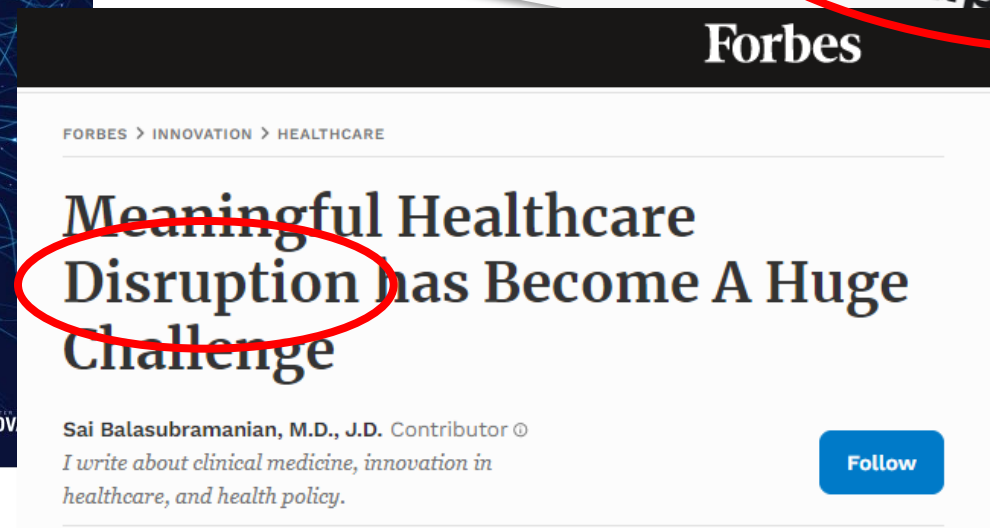 Forbes
FORBES > INNOVATION > HEALTHCARE
Meaningful Healthcare
Disruption has Become A Huge
Challenge
Sai Balasubramanian, M.D., J.D. Contributor
I write about clinical medicine, innovation in
healthcare, and health policy.
Follow